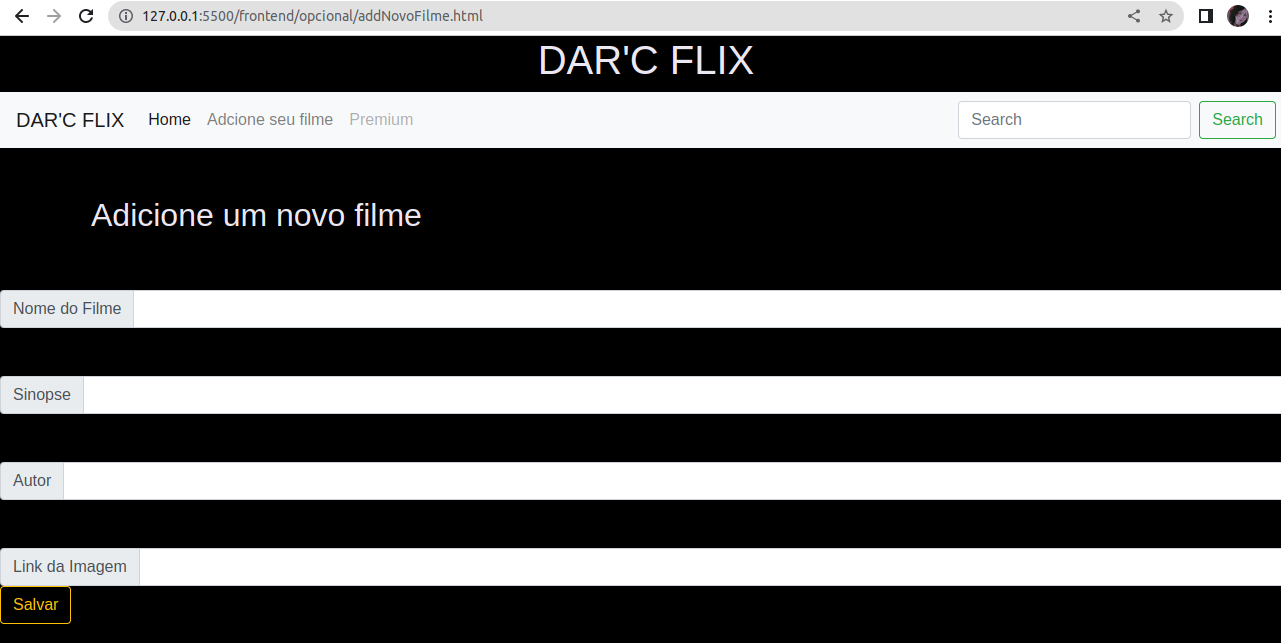 127.0.0.1:5500/frontend/opcional/addNovoFilme.html
DAR'C FLIX
DAR'C FLIX Home Adcione seu filme Premium Search Search
Adicione um novo filme
Nome do Filme
Sinopse
Autor
Link da Imagem
Salvar